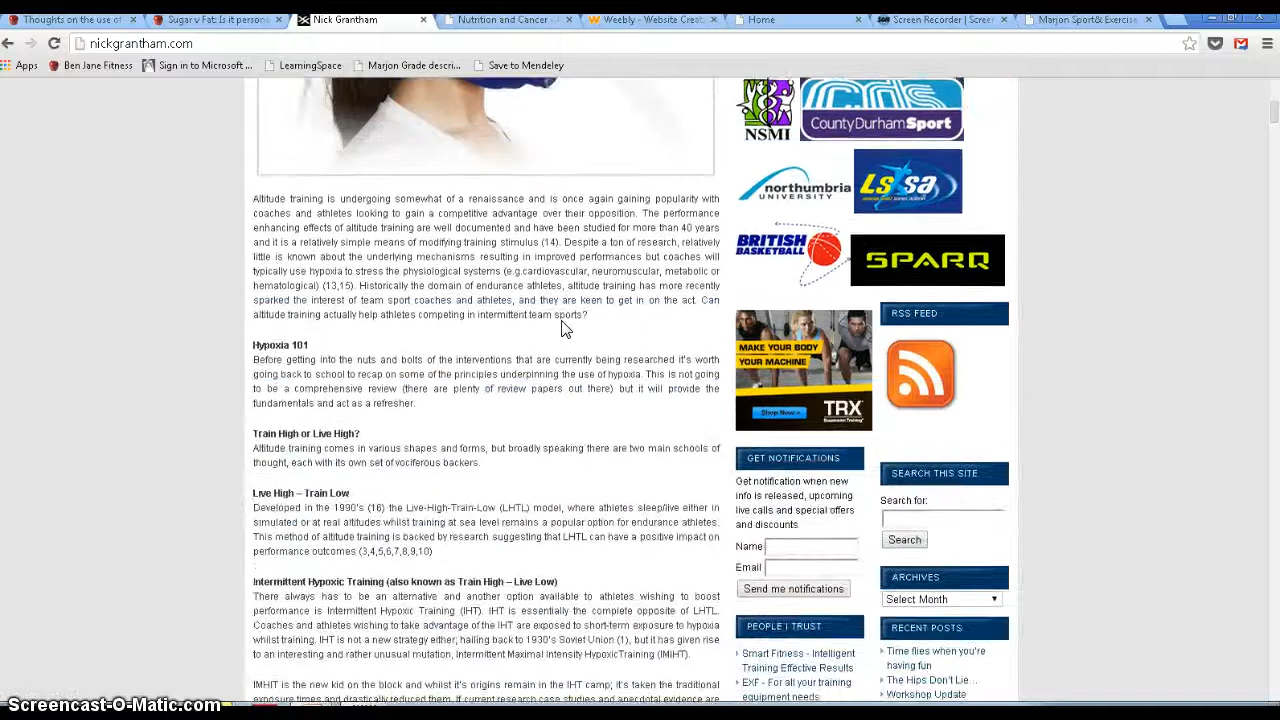 Thoughts on the use of
Sugar v Fat: Is it person
Nick Grantham
Nutrition and Cancer -
Weebly - Website Creat
Home
Screen Recorder | Scree
Marjon Sport& Exercise
nickgrantham.com
Apps
Ben Jane Fitness
Sign in to Microsoft ...
LearningSpace
Marjon Grade descri...
Save to Mendeley
Altitude training is undergoing somewhat of a renaissance and is once again gaining popularity with
coaches and athletes looking to gain a competitive advantage over their opposition. The performance
enhancing effects of altitude training are well documented and have been studied for more than 40 years
and it is a relatively simple means of modifying training stimulus (14). Despite a ton of research, relatively
little is known about the underlying mechanisms resulting in improved performances but coaches will
typically use hypoxia to stress the physiological systems (e.g.cardiovascular, neuromuscular, metabolic or
hematological) (13,15). Historically the domain of endurance athletes, altitude training has more recently
sparked the interest of team sport coaches and athletes, and they are keen to get in on the act. Can
altitude training actually help athletes competing in intermittent team sports?
Hypoxia 101
Before getting into the nuts and bolts of the interventions that are currently being researched it's worth
going back to school to recap on some of the principles underpinning the use of hypoxia. This is not going
to be a comprehensive review (there are plenty of review papers out there) but it will provide the
fundamentals and act as a refresher.
Train High or Live High?
Altitude training comes in various shapes and forms, but broadly speaking there are two main schools of
thought, each with its own set of vociferous backers.
Live High – Train Low
Developed in the 1990's (16) the Live-High-Train-Low (LHTL) model, where athletes sleep/live either in
simulated or at real altitudes whilst training at sea level remains a popular option for endurance athletes.
This method of altitude training is backed by research suggesting that LHTL can have a positive impact on
performance outcomes (3,4,5,6,7,8,9,10)
.
Intermittent Hypoxic Training (also known as Train High – Live Low)
There always has to be an alternative and another option available to athletes wishing to boost
performance is Intermittent Hypoxic Training (IHT). IHT is essentially the complete opposite of LHTL.
Coaches and athletes wishing to take advantage of the IHT are exposed to short-term exposure to hypoxia
whilst training. IHT is not a new strategy either; hailing back to 1930's Soviet Union (1), but it has given rise
to an interesting and rather unusual mutation, Intermittent Maximal Intensity HypoxicTraining (IMIHT).
IMHIT is the new kid on the block and whilst it's origins remain in the IHT camp; it's taken the traditional
exposure times and drastically reduced them. If current research case studies and anecdotal evidence are
NSMI
cds
CountyDurhamSport
northumbria
UNIVERSITY
BRITISH
BASKETBALL
SPARQ
MAKE YOUR BODY
YOUR MACHINE
Shop Now »
TRX
GET NOTIFICATIONS
Get notification when new
info is released, upcoming
live calls and special offers
and discounts
Name
Email
Send me notifications
PEOPLE I TRUST
Smart Fitness - Intelligent
Training Effective Results
EXF - For all your training
equipment needs
RSS FEED
SEARCH THIS SITE
Search for:
Search
ARCHIVES
Select Month
RECENT POSTS
Time flies when you're
having fun
The Hips Don't Lie...
Workshop Update
Screencast-O-Matic.com